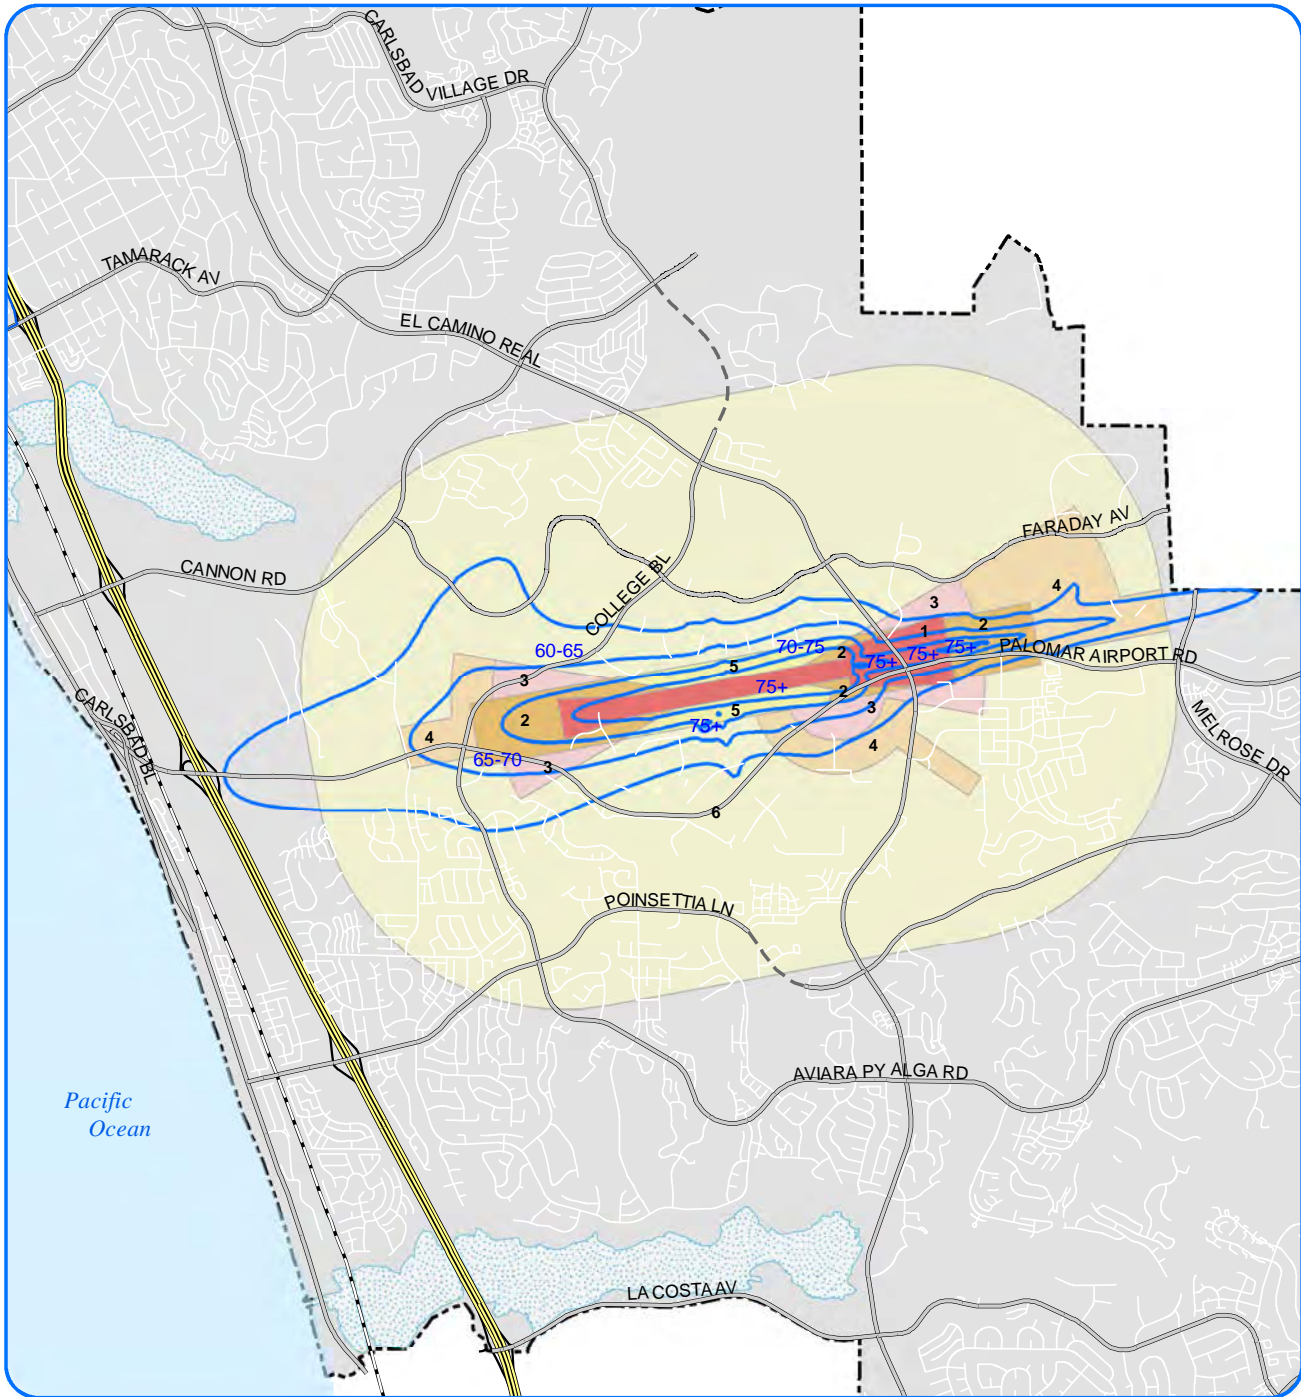 CARLSBAD
VILLAGE DR
TAMARACK AV
EL CAMINO REAL
FARADAY AV
CANNON RD
COLLEGE BL
4
3
1
2
60-65
70-75
2
75+
75+
75+
PALOMAR AIRPORT RD
5
3
75+
2
CARLSBAD BL
2
5
3
75+
MELROSE DR
4
4
65-70
3
6
POINSETTIA LN
AVIARA PY
ALGA RD
Pacific
Ocean
LA COSTA AV